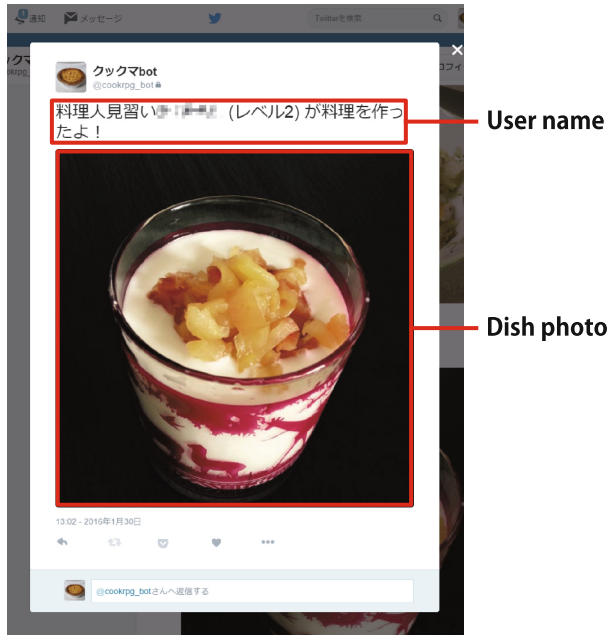 通知 メッセージ Twitterを検索
クックマbot
@cookrpg_bot
料理人見習い (レベル2) が料理を作っ
たよ！
User name
Dish photo
13:02 - 2016年1月30日
@cookrpg_botさんへ返信する